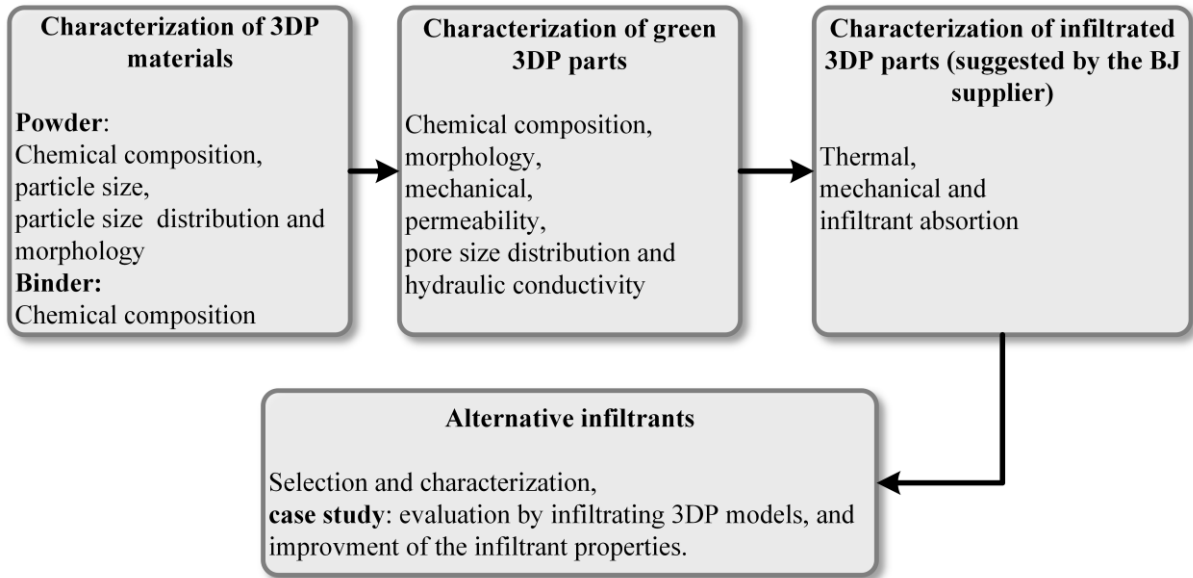 Characterization of 3DP
materials
Powder:
Chemical composition,
particle size,
particle size distribution and
morphology
Binder:
Chemical composition
Characterization of green
3DP parts
Chemical composition,
morphology,
mechanical,
permeability,
pore size distribution and
hydraulic conductivity
Characterization of infiltrated
3DP parts (suggested by the BJ
supplier)
Thermal,
mechanical and
infiltrant absortion
Alternative infiltrants
Selection and characterization,
case study: evaluation by infiltrating 3DP models, and
improvment of the infiltrant properties.